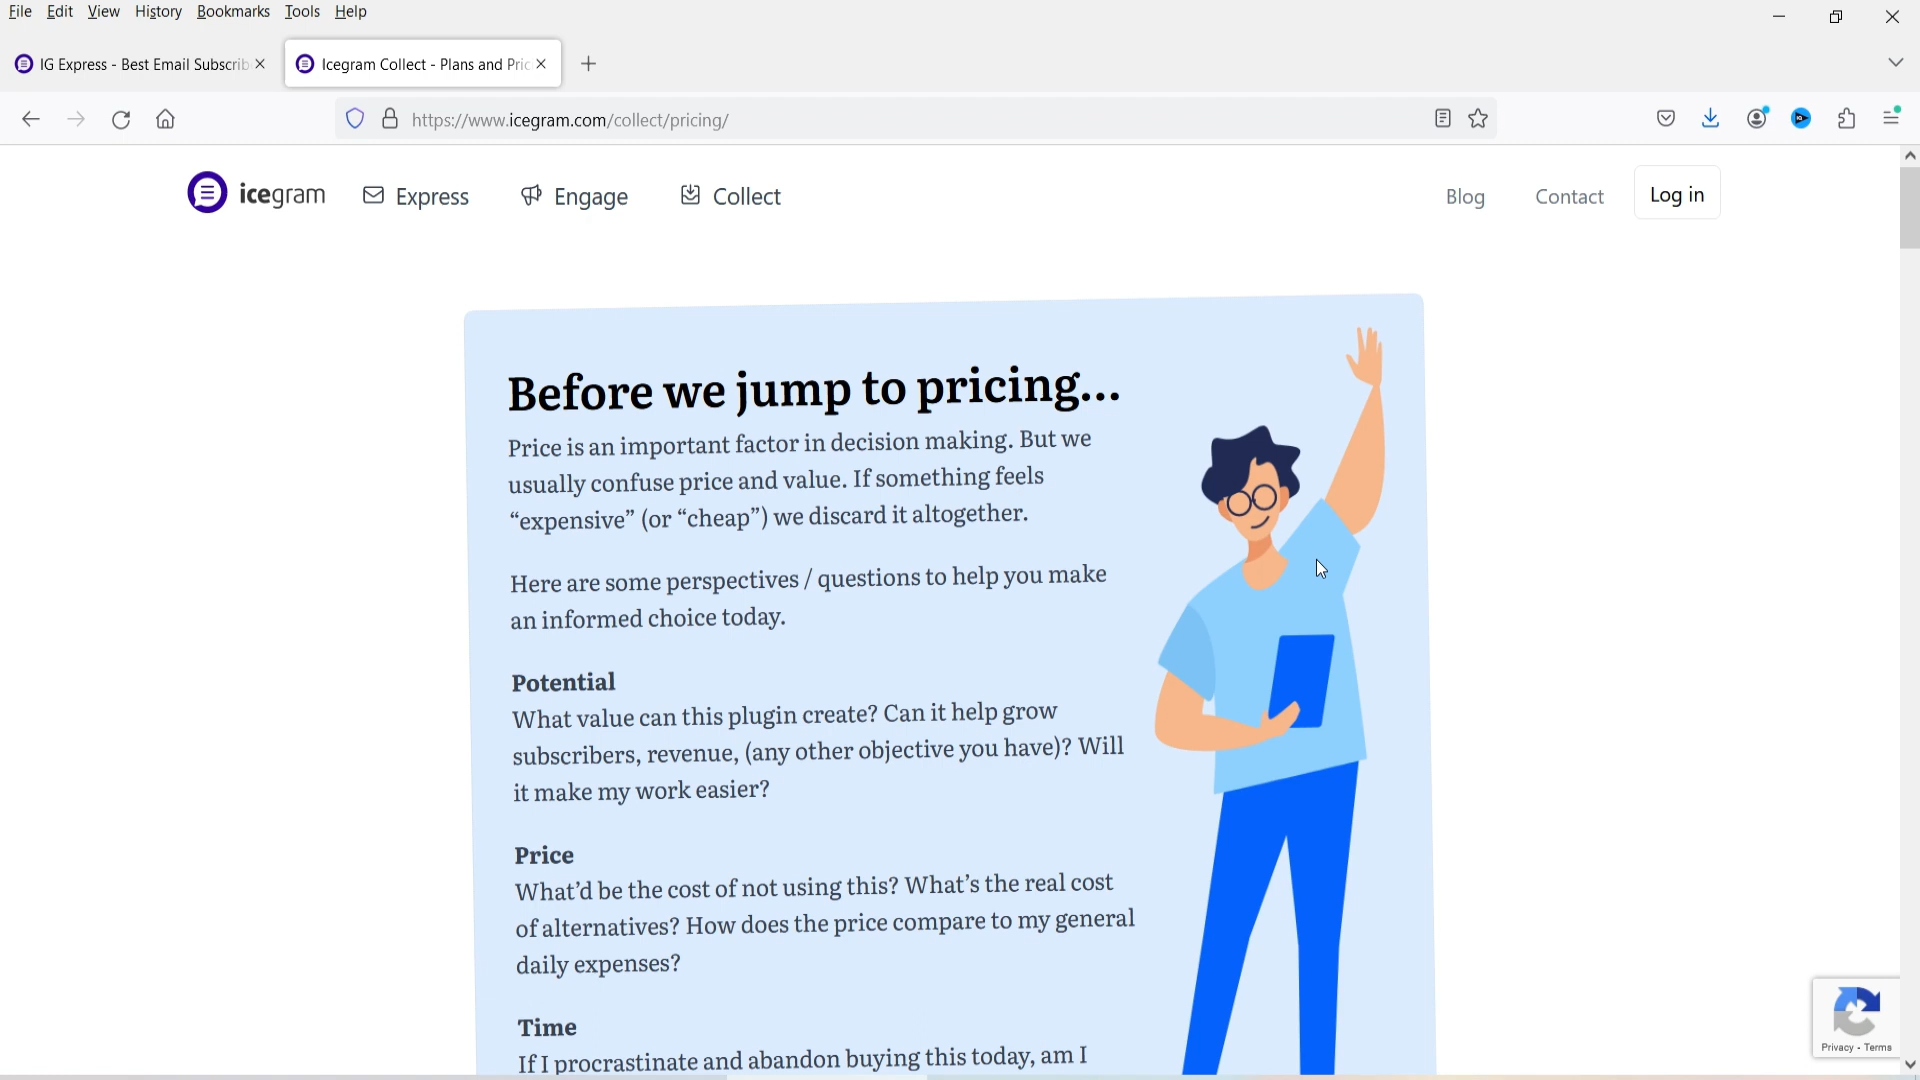 File Edit View History Bookmarks Tools Help
IG Express - Best Email Subscrib
Icegram Collect - Plans and Pric
https://www.icegram.com/collect/pricing/
icegram
Express
Engage
Collect
Blog
Contact
Log in
Before we jump to pricing...
Price is an important factor in decision making. But we
usually confuse price and value. If something feels
“expensive” (or “cheap”) we discard it altogether.
Here are some perspectives / questions to help you make
an informed choice today.
Potential
What value can this plugin create? Can it help grow
subscribers, revenue, (any other objective you have)? Will
it make my work easier?
Price
What’d be the cost of not using this? What’s the real cost
of alternatives? How does the price compare to my general
daily expenses?
Time
If I procrastinate and abandon buying this today, am I
Privacy - Terms